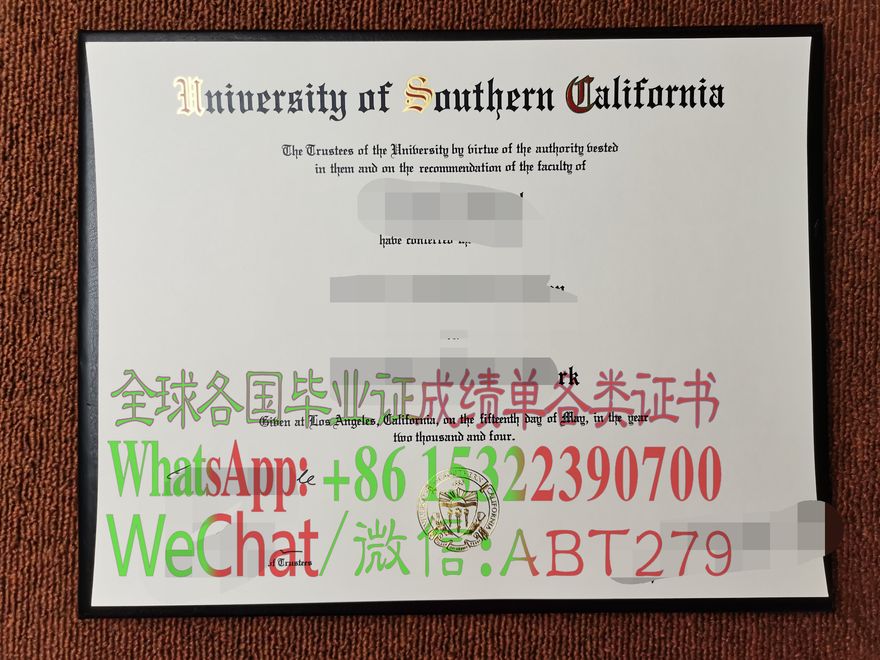 University of Southern California
The Trustees of the University by virtue of the authority vested
in them and on the recommendation of the faculty of
have
rk
全球各国毕业证成绩单各类证书
Given at Los Angeles, California, on the fifteenth day of May, in the year
two thousand and four.
WhatsApp: +86 15322390700
WeChat/微信:ABT279
of Trustees